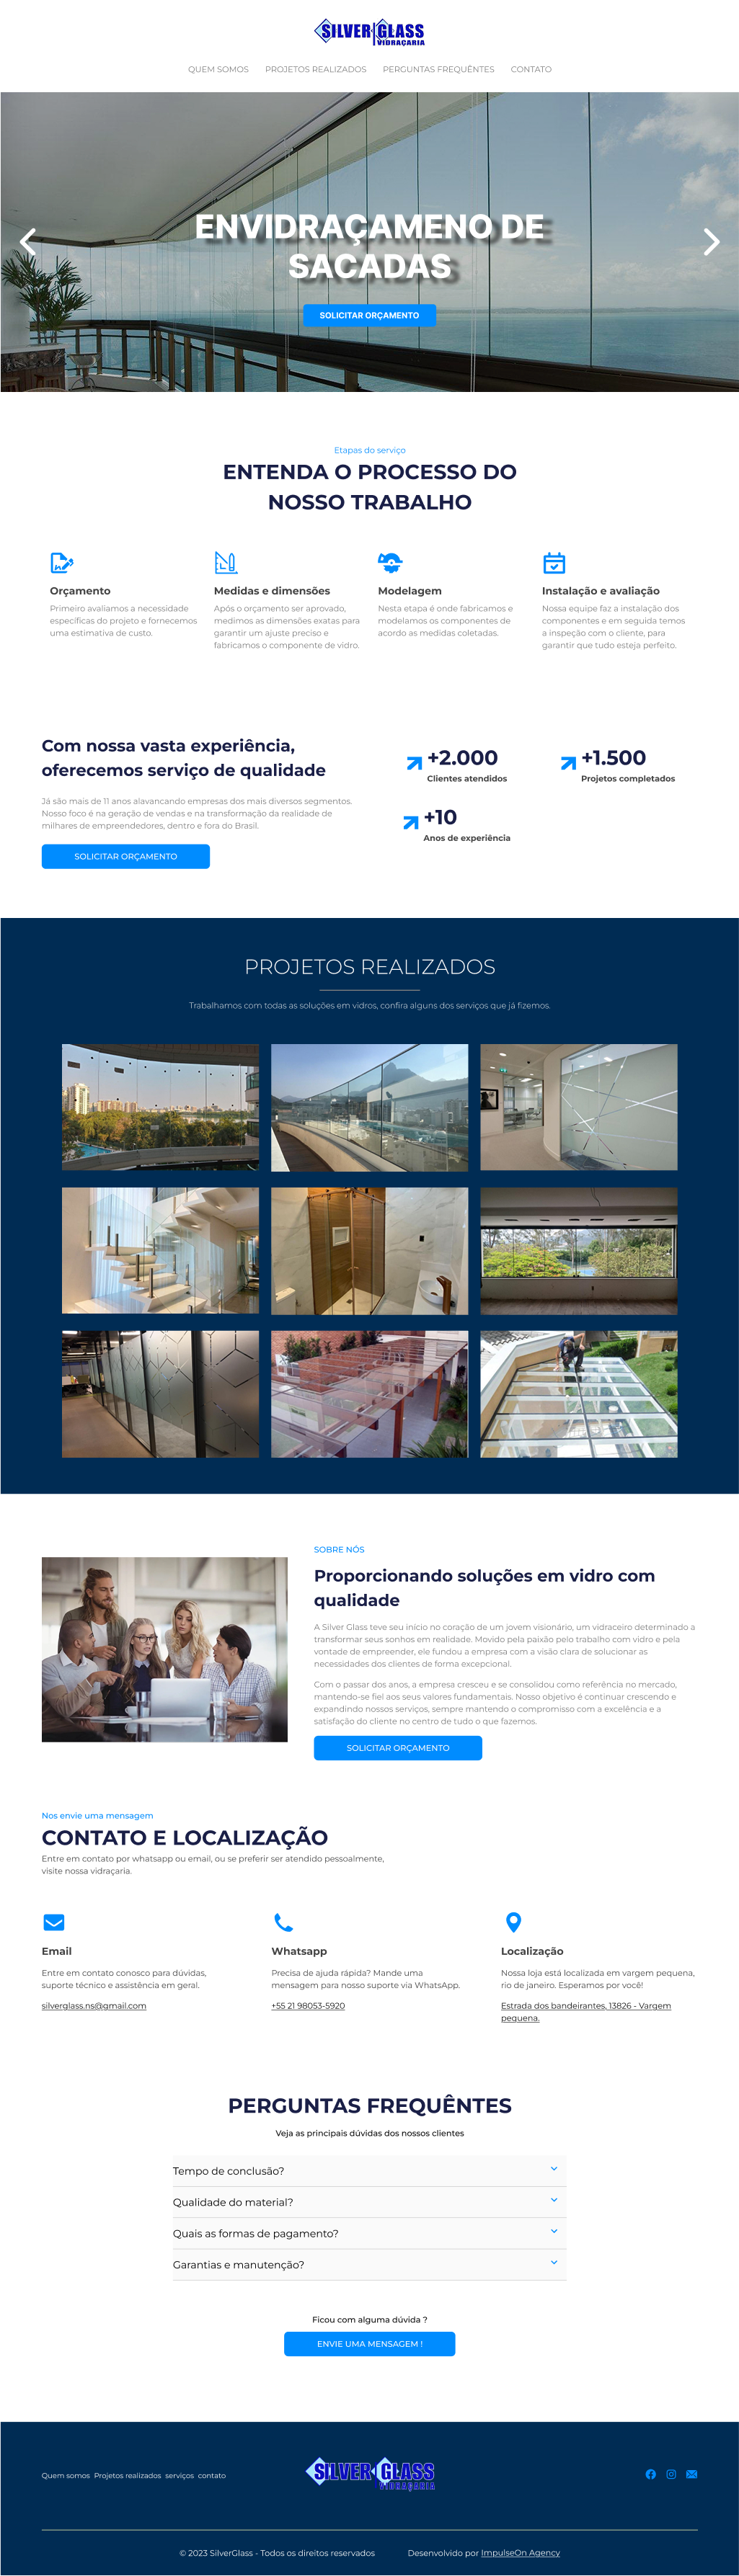 SILVER GLASS
VIDRAÇARIA
QUEM SOMOS PROJETOS REALIZADOS PERGUNTAS FREQUÊNTES CONTATO
ENVIDRAÇAMENO DE
SACADAS
SOLICITAR ORÇAMENTO
Etapas do serviço
ENTENDA O PROCESSO DO
NOSSO TRABALHO
Orçamento
Primeiro avaliamos a necessidade
específicas do projeto e fornecemos
uma estimativa de custo.
Medidas e dimensões
Após o orçamento ser aprovado,
medimos as dimensões exatas para
garantir um ajuste preciso e
fabricamos o componente de vidro.
Modelagem
Nesta etapa é onde fabricamos e
modelamos os componentes de
acordo as medidas coletadas.
Instalação e avaliação
Nossa equipe faz a instalação dos
componentes e em seguida temos
a inspeção com o cliente, para
garantir que tudo esteja perfeito.
Com nossa vasta experiência,
oferecemos serviço de qualidade
Já são mais de 11 anos alavancando empresas dos mais diversos segmentos.
Nosso foco é na geração de vendas e na transformação da realidade de
milhares de empreendedores, dentro e fora do Brasil.
SOLICITAR ORÇAMENTO
+2.000
Clientes atendidos
+1.500
Projetos completados
+10
Anos de experiência
PROJETOS REALIZADOS
Trabalhamos com todas as soluções em vidros, confira alguns dos serviços que já fizemos.
SOBRE NÓS
Proporcionando soluções em vidro com
qualidade
A Silver Glass teve seu início no coração de um jovem visionário, um vidraceiro determinado a
transformar seus sonhos em realidade. Movido pela paixão pelo trabalho com vidro e pela
vontade de empreender, ele fundou a empresa com a visão clara de solucionar as
necessidades dos clientes de forma excepcional.
Com o passar dos anos, a empresa cresceu e se consolidou como referência no mercado,
mantendo-se fiel aos seus valores fundamentais. Nosso objetivo é continuar crescendo e
expandindo nossos serviços, sempre mantendo o compromisso com a excelência e a
satisfação do cliente no centro de tudo o que fazemos.
SOLICITAR ORÇAMENTO
Nos envie uma mensagem
CONTATO E LOCALIZAÇÃO
Entre em contato por whatsapp ou email, ou se preferir ser atendido pessoalmente,
visite nossa vidraçaria.
Email
Entre em contato conosco para dúvidas,
suporte técnico e assistência em geral.
silverglass.ns@gmail.com
Whatsapp
Precisa de ajuda rápida? Mande uma
mensagem para nosso suporte via WhatsApp.
+55 21 98053-5920
Localização
Nossa loja está localizada em vargem pequena,
rio de janeiro. Esperamos por você!
Estrada dos bandeirantes, 13826 - Vargem
pequena.
PERGUNTAS FREQUÊNTES
Veja as principais dúvidas dos nossos clientes
Tempo de conclusão?
Qualidade do material?
Quais as formas de pagamento?
Garantias e manutenção?
Ficou com alguma dúvida ?
ENVIE UMA MENSAGEM !
Quem somos Projetos realizados serviços contato
SILVER GLASS
VIDRAÇARIA
© 2023 SilverGlass - Todos os direitos reservados
Desenvolvido por ImpulseOn Agency